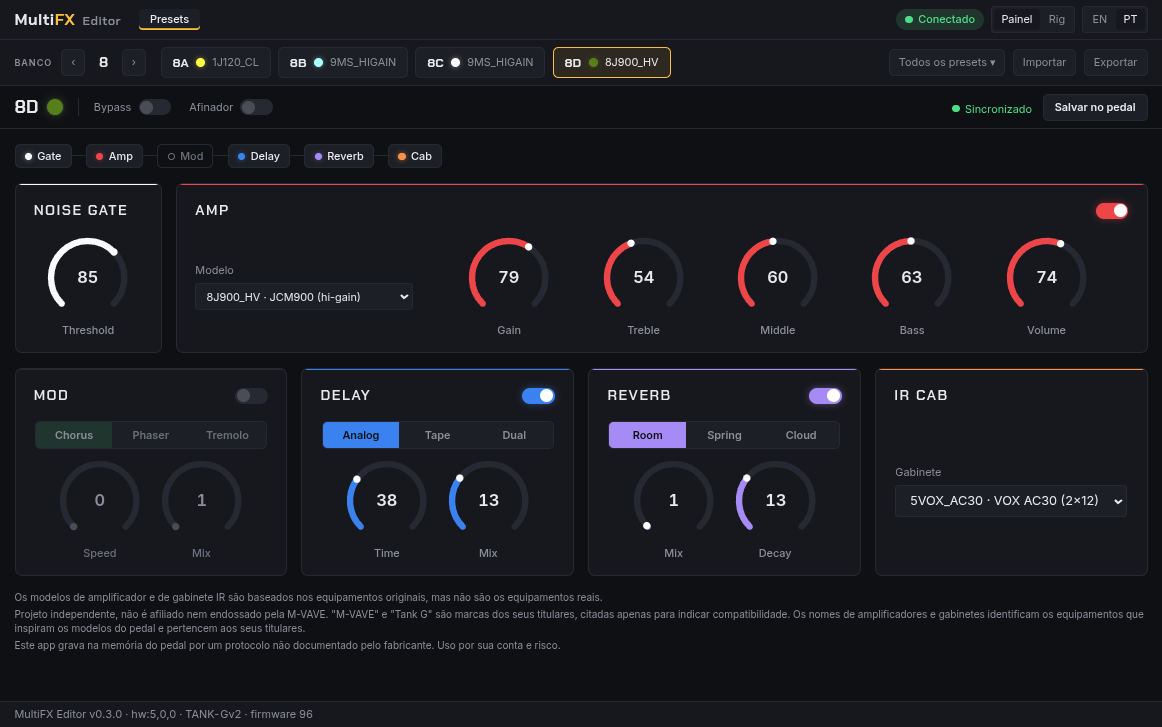 MultiFX Editor Presets Conectado Painel Rig EN PT
BANCO ‹ 8 › 8A 1J120_CL 8B 9MS_HIGAIN 8C 9MS_HIGAIN 8D 8J900_HV Todos os presets ▾ Importar Exportar
8D Bypass Afinador Sincronizado Salvar no pedal
Gate Amp Mod Delay Reverb Cab
NOISE GATE
85
Threshold
AMP
Modelo
8J900_HV · JCM900 (hi-gain)
79 54 60 63 74
Gain Treble Middle Bass Volume
MOD
Chorus Phaser Tremolo
0 1
Speed Mix
DELAY
Analog Tape Dual
38 13
Time Mix
REVERB
Room Spring Cloud
1 13
Mix Decay
IR CAB
Gabinete
5VOX_AC30 · VOX AC30 (2×12)
Os modelos de amplificador e de gabinete IR são baseados nos equipamentos originais, mas não são os equipamentos reais.
Projeto independente, não é afiliado nem endossado pela M-VAVE. "M-VAVE" e "Tank G" são marcas dos seus titulares, citadas apenas para indicar compatibilidade. Os nomes de amplificadores e gabinetes identificam os equipamentos que
inspiram os modelos do pedal e pertencem aos seus titulares.
Este app grava na memória do pedal por um protocolo não documentado pelo fabricante. Uso por sua conta e risco.
MultiFX Editor v0.3.0 · hw:5,0,0 · TANK-Gv2 · firmware 96